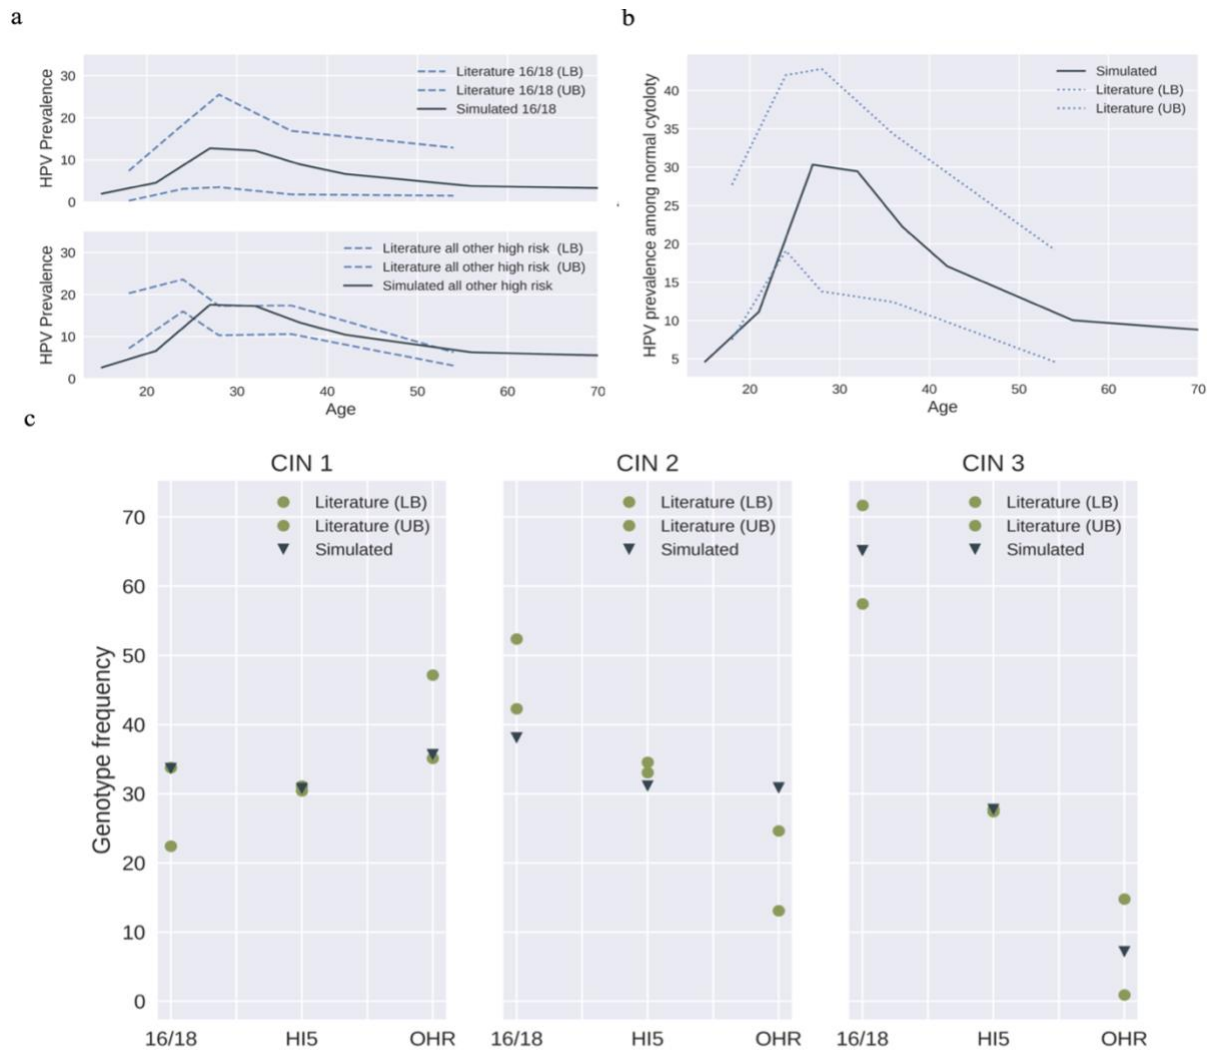 a
HPV Prevalence
30
20
10
0
Literature 16/18 (LB)
Literature 16/18 (UB)
Simulated 16/18
HPV Prevalence
30
20
10
0
Literature all other high risk (LB)
Literature all other high risk (UB)
Simulated all other high risk
20
30
40
50
60
70
Age
b
HPV prevalence among normal cytoloty
40
35
30
25
20
15
10
5
Simulated
Literature (LB)
Literature (UB)
20
30
40
50
60
70
Age
c
Genotype frequency
70
60
50
40
30
20
10
0
CIN 1
Literature (LB)
Literature (UB)
Simulated
16/18
HI5
OHR
CIN 2
Literature (LB)
Literature (UB)
Simulated
16/18
HI5
OHR
CIN 3
Literature (LB)
Literature (UB)
Simulated
16/18
HI5
OHR